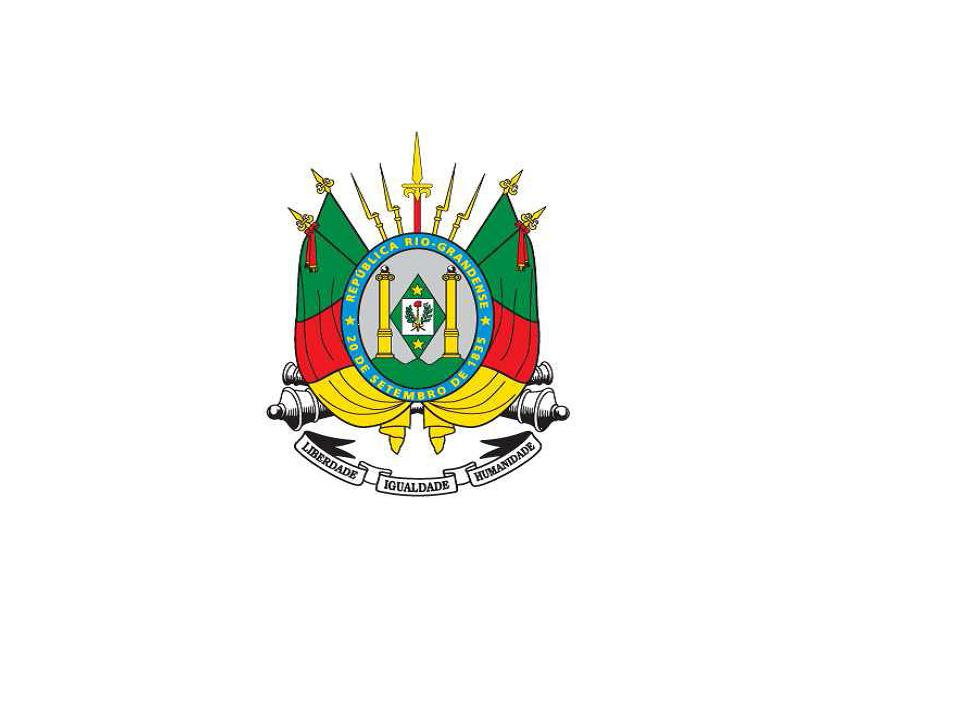 REPÚBLICA RIO-GRANDENSE
★ 20 DE SETEMBRO DE 1835 ★
LIBERDADE
IGUALDADE
HUMANIDADE